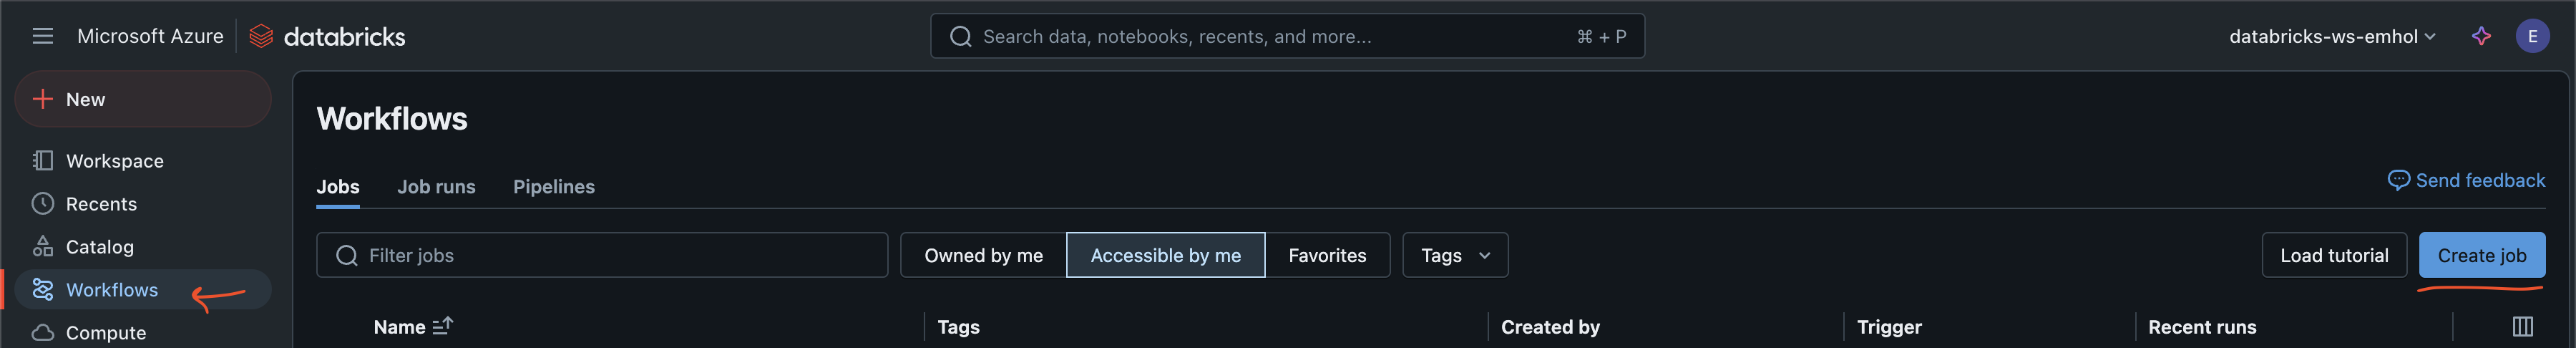 Microsoft Azure databricks Search data, notebooks, recents, and more... ⌘ + P databricks-ws-emhol E
New
Workspace
Recents
Catalog
Workflows
Compute
Workflows
Jobs Job runs Pipelines Send feedback
Filter jobs Owned by me Accessible by me Favorites Tags Load tutorial Create job
Name Tags Created by Trigger Recent runs